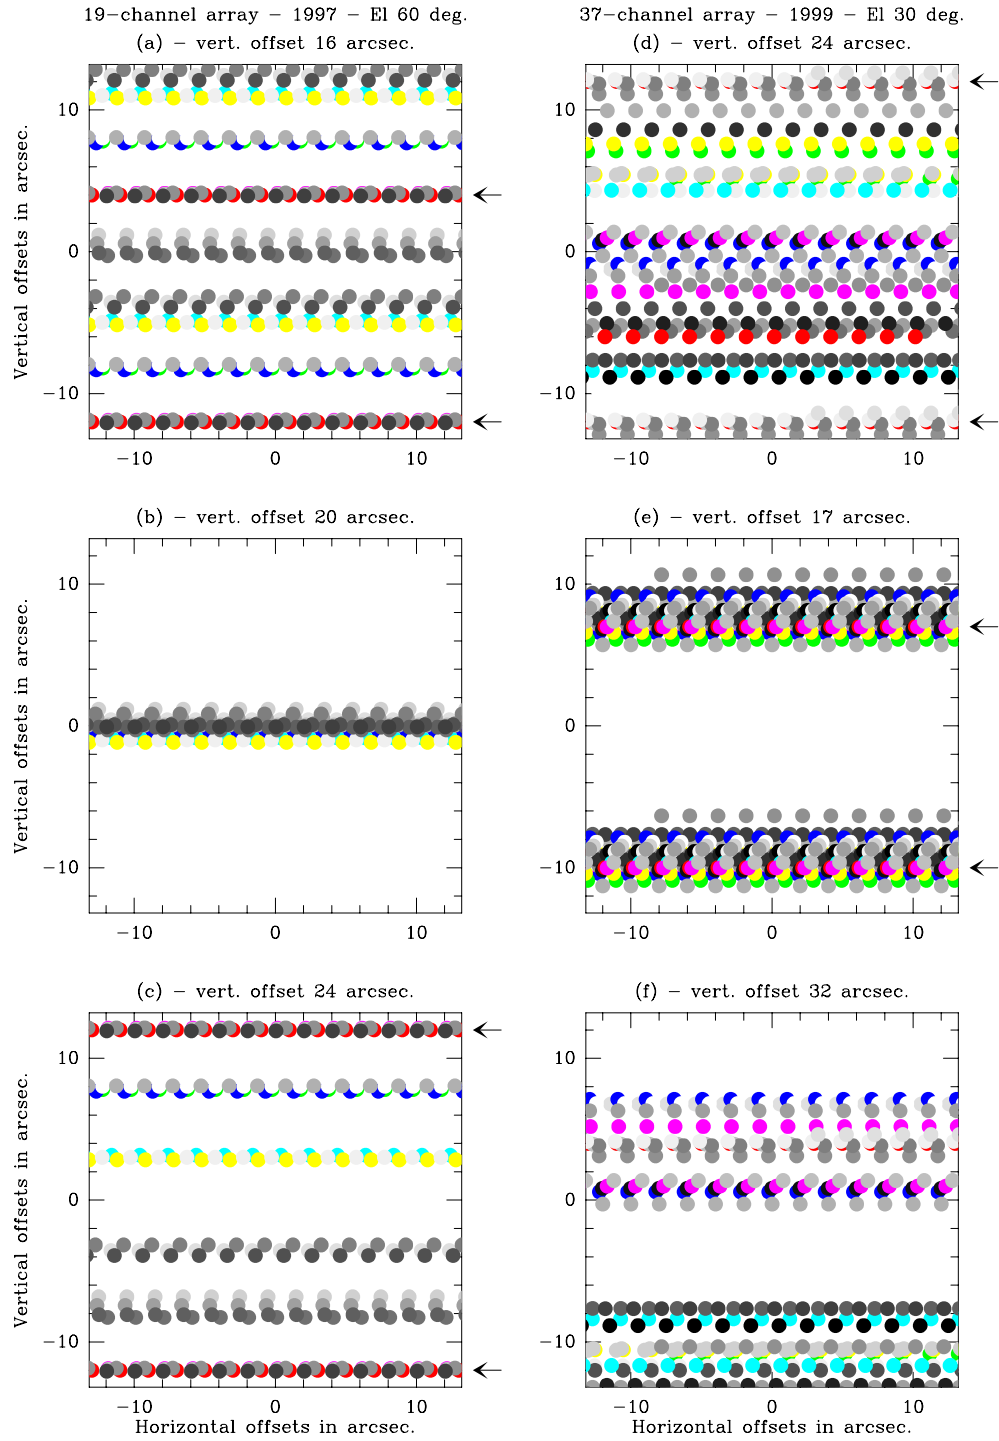 19−channel array − 1997 − El 60 deg.
37−channel array − 1999 − El 30 deg.
(a) − vert. offset 16 arcsec.
(d) − vert. offset 24 arcsec.
Vertical offsets in arcsec.
10
0
−10
−10 0 10
−10 0 10
10
0
−10
(b) − vert. offset 20 arcsec.
(e) − vert. offset 17 arcsec.
Vertical offsets in arcsec.
10
0
−10
−10 0 10
10
0
−10
−10 0 10
(c) − vert. offset 24 arcsec.
(f) − vert. offset 32 arcsec.
Vertical offsets in arcsec.
10
0
−10
−10 0 10
Horizontal offsets in arcsec.
10
0
−10
−10 0 10
Horizontal offsets in arcsec.